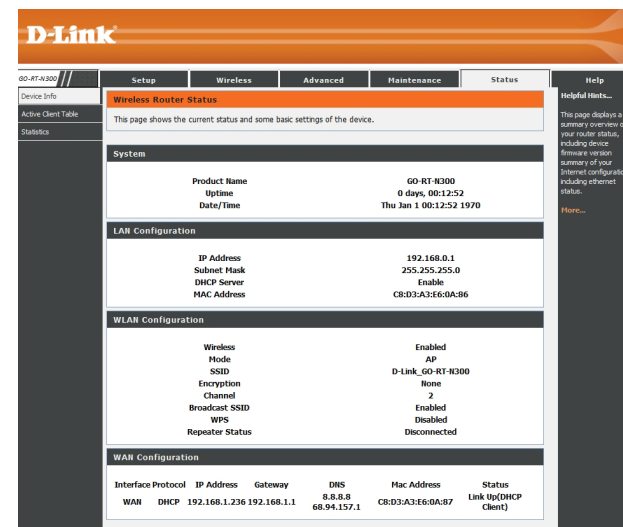 D-Link
GO-RT-N300
Setup Wireless Advanced Maintenance Status Help
Device Info
Active Client Table
Statistics
Wireless Router Status
This page shows the current status and some basic settings of the device.
System
Product Name GO-RT-N300
Uptime 0 days, 00:12:52
Date/Time Thu Jan 1 00:12:52 1970
LAN Configuration
IP Address 192.168.0.1
Subnet Mask 255.255.255.0
DHCP Server Enable
MAC Address C8:D3:A3:E6:0A:86
WLAN Configuration
Wireless Enabled
Mode AP
SSID D-Link_GO-RT-N300
Encryption None
Channel 2
Broadcast SSID Enabled
WPS Disabled
Repeater Status Disconnected
WAN Configuration
Interface Protocol IP Address Gateway DNS Mac Address Status
WAN DHCP 192.168.1.236 192.168.1.1 8.8.8.8 68.94.157.1 C8:D3:A3:E6:0A:87 Link Up(DHCP Client)
Helpful Hints...
This page displays a
summary overview o
your router status,
including device
firmware version
summary of your
Internet configuratio
including ethernet
status.
More...